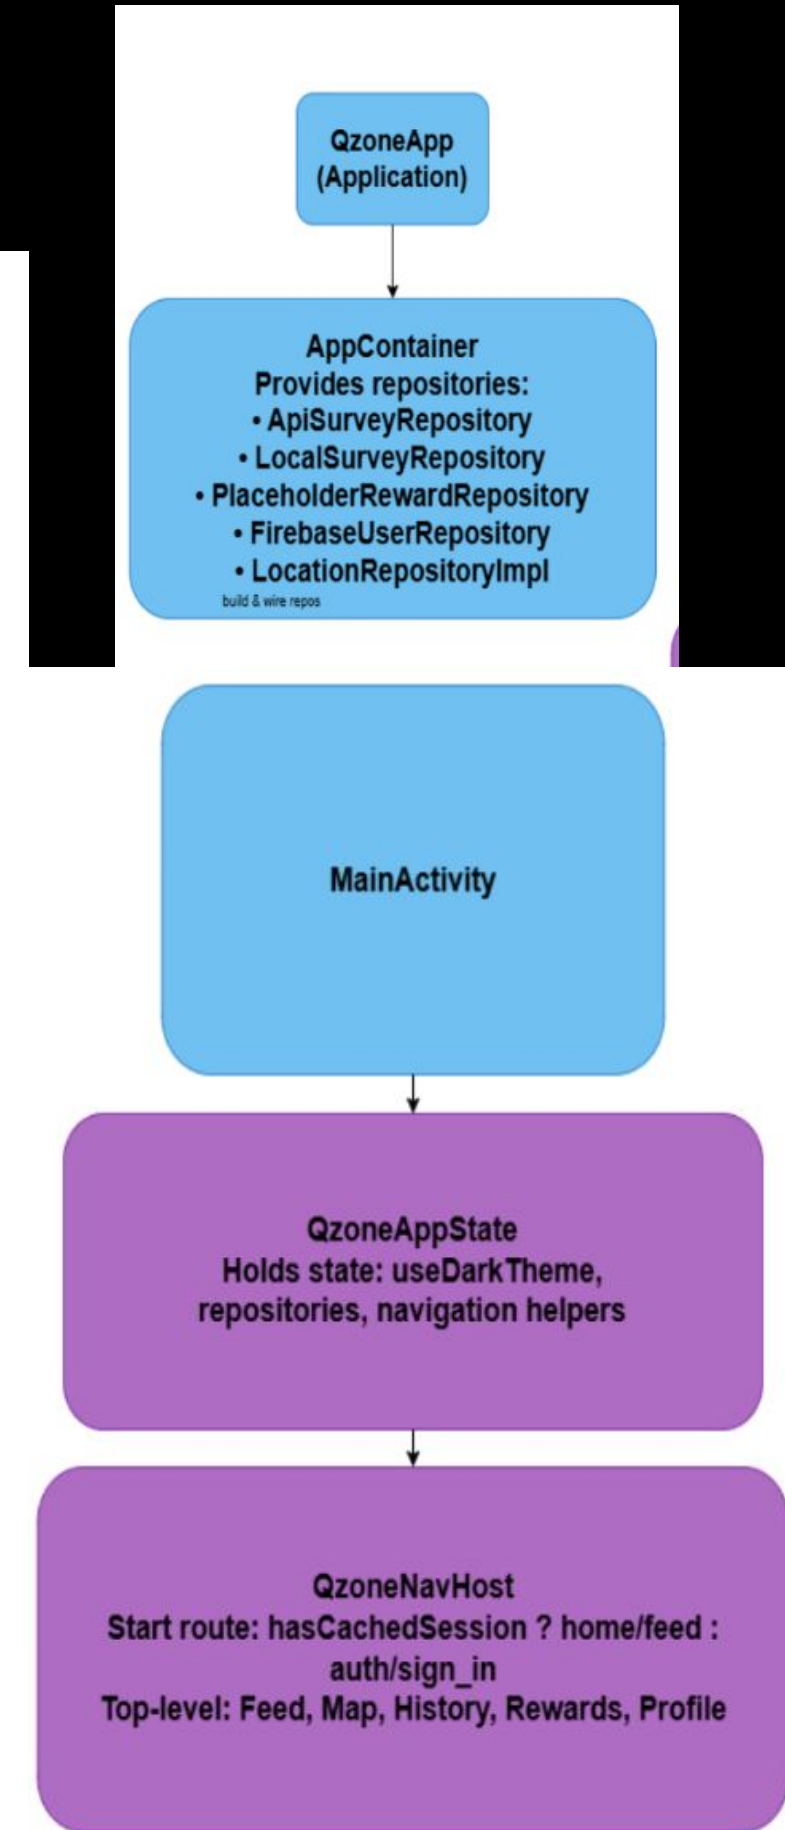 QzoneApp
(Application)
AppContainer
Provides repositories:
• ApiSurveyRepository
• LocalSurveyRepository
• PlaceholderRewardRepository
• FirebaseUserRepository
• LocationRepositoryImpl
build & wire repos
MainActivity
QzoneAppState
Holds state: useDarkTheme,
repositories, navigation helpers
QzoneNavHost
Start route: hasCachedSession ? home/feed :
auth/sign_in
Top-level: Feed, Map, History, Rewards, Profile